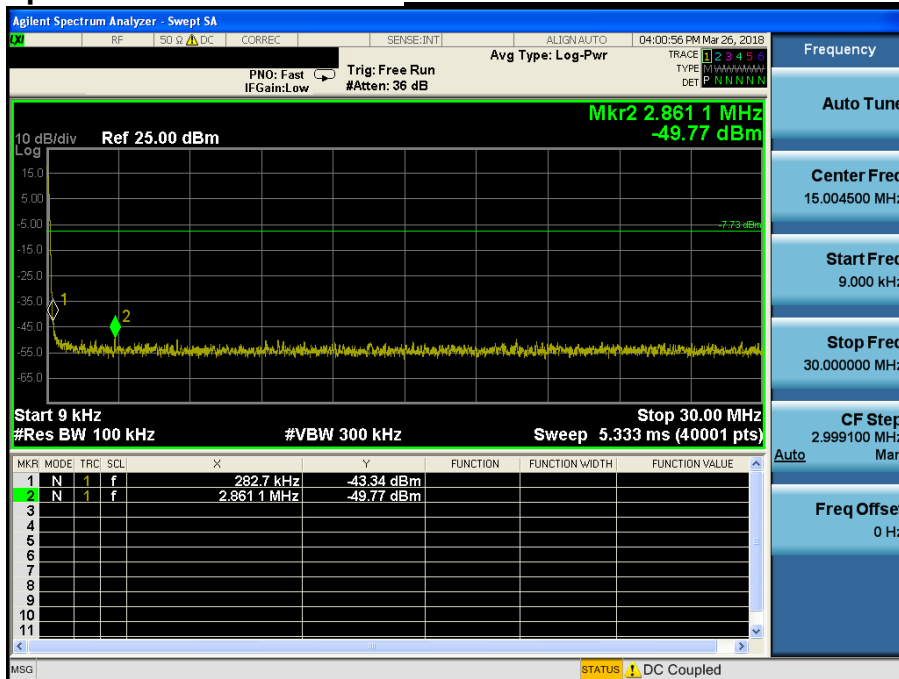 Agilent Spectrum Analyzer - Swept SA
LXI RF 50 Ω DC CORREC SENSE:INT ALIGN AUTO 04:00:56 PM Mar 26, 2018
Avg Type: Log-Pwr TRACE 1 2 3 4 5 6
PNO: Fast Trig: Free Run TYPE M WWWWW
IFGain:Low #Atten: 36 dB DET P N N N N N
Mkr2 2.861 1 MHz
-49.77 dBm
10 dB/div Ref 25.00 dBm
Log
15.0
5.00
-5.00
-7.73 dBm
-15.0
-25.0
-35.0
1
2
-45.0
-55.0
-65.0
Start 9 kHz Stop 30.00 MHz
#Res BW 100 kHz #VBW 300 kHz Sweep 5.333 ms (40001 pts)
MKR MODE TRC SCL X Y FUNCTION FUNCTION WIDTH FUNCTION VALUE
1 N 1 f 282.7 kHz -43.34 dBm
2 N 1 f 2.861 1 MHz -49.77 dBm
3
4
5
6
7
8
9
10
11
MSG STATUS DC Coupled
Frequency
Auto Tune
Center Freq
15.004500 MHz
Start Freq
9.000 kHz
Stop Freq
30.000000 MHz
CF Step
2.999100 MHz
Auto Man
Freq Offset
0 Hz